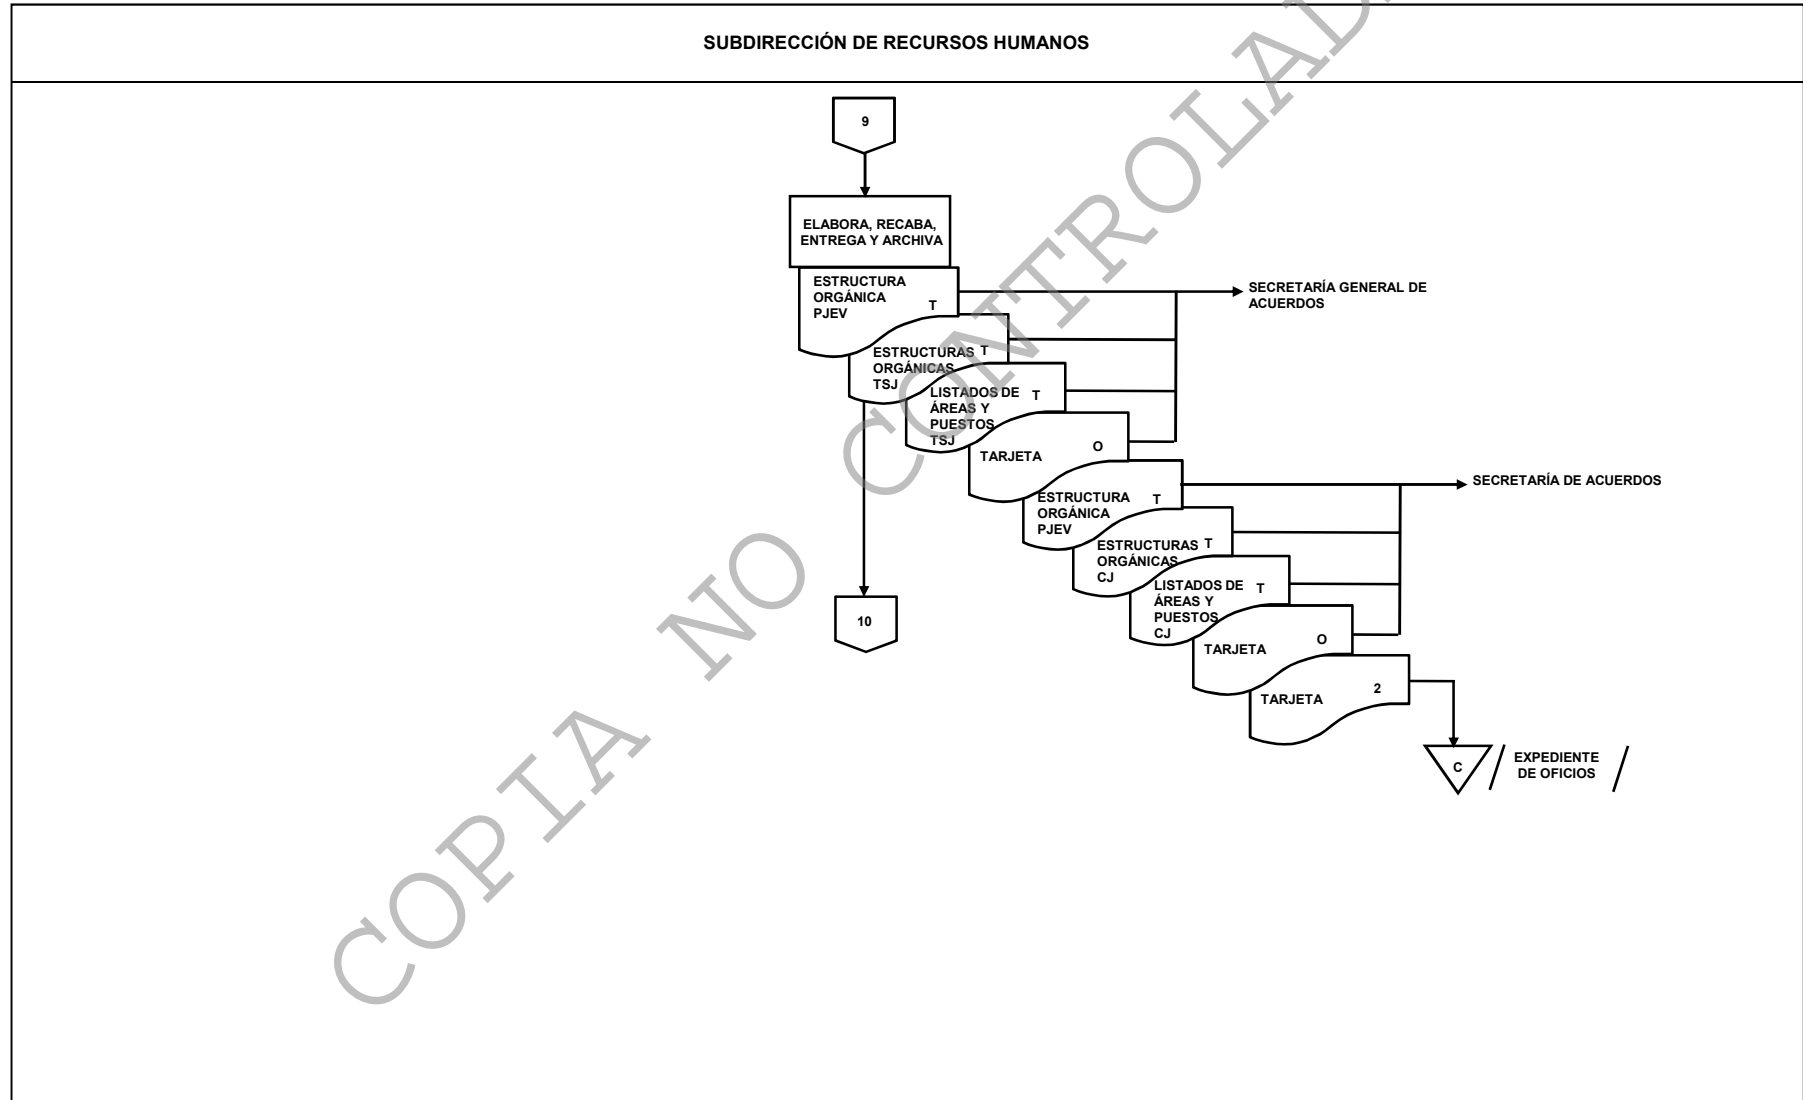 SUBDIRECCIÓN DE RECURSOS HUMANOS
9
ELABORA, RECABA,
ENTREGA Y ARCHIVA
ESTRUCTURA
ORGÁNICA
PJEV
T
SECRETARÍA GENERAL DE
ACUERDOS
ESTRUCTURAS T
ORGÁNICAS
TSJ
LISTADOS DE T
ÁREAS Y
PUESTOS
TSJ
TARJETA O
ESTRUCTURA T
ORGÁNICA
PJEV
SECRETARÍA DE ACUERDOS
ESTRUCTURAS T
ORGÁNICAS
CJ
LISTADOS DE T
ÁREAS Y
PUESTOS
CJ
10
TARJETA O
TARJETA 2
C
EXPEDIENTE
DE OFICIOS
COPIA NO CONTROLAD